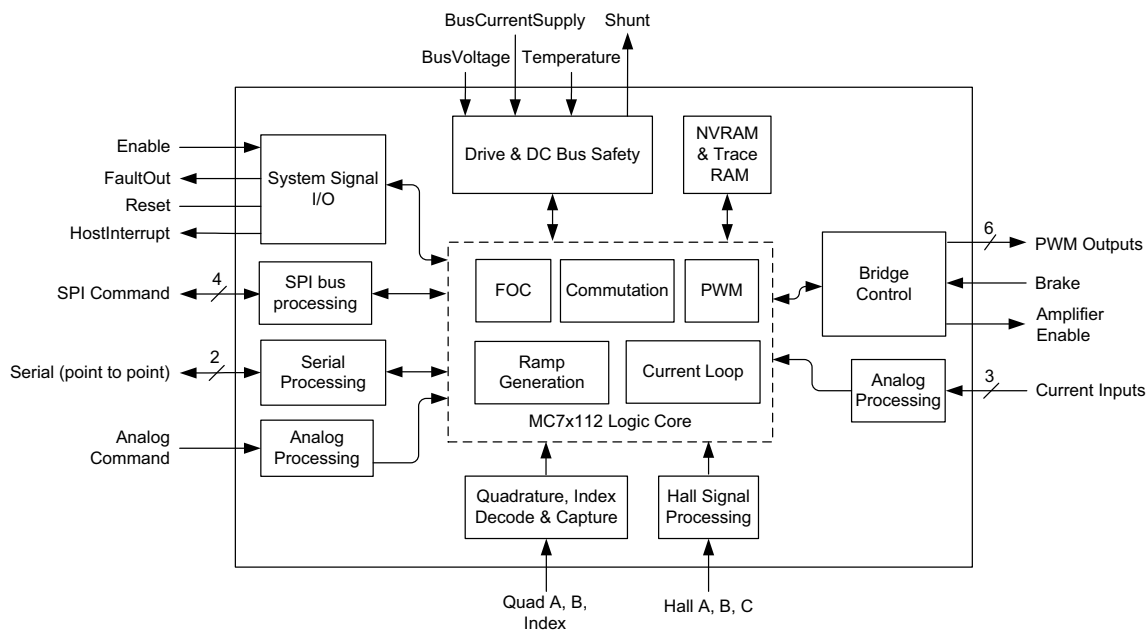 BusCurrentSupply
Shunt
BusVoltage
Temperature
Enable
FaultOut
Reset
HostInterrupt
System Signal
I/O
Drive & DC Bus Safety
NVRAM
& Trace
RAM
SPI Command
4
SPI bus
processing
FOC
Commutation
PWM
Bridge
Control
6
PWM Outputs
Brake
Amplifier
Enable
Serial (point to point)
2
Serial
Processing
Ramp
Generation
Current Loop
Analog
Processing
3
Current Inputs
MC7x112 Logic Core
Analog
Command
Analog
Processing
Quadrature, Index
Decode & Capture
Hall Signal
Processing
Quad A, B,
Index
Hall A, B, C